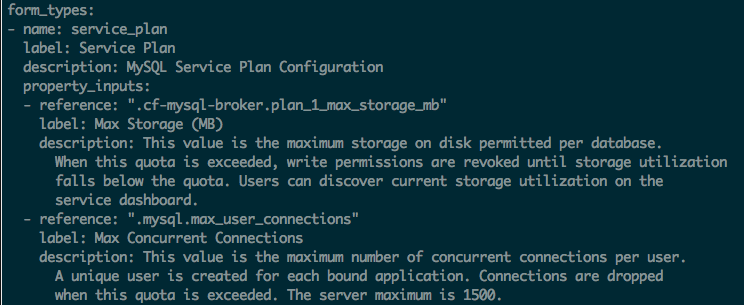 form_types:
- name: service_plan
  label: Service Plan
  description: MySQL Service Plan Configuration
  property_inputs:
  - reference: ".cf-mysql-broker.plan_1_max_storage_mb"
    label: Max Storage (MB)
    description: This value is the maximum storage on disk permitted per database.
      When this quota is exceeded, write permissions are revoked until storage utilization
      falls below the quota. Users can discover current storage utilization on the
      service dashboard.
  - reference: ".mysql.max_user_connections"
    label: Max Concurrent Connections
    description: This value is the maximum number of concurrent connections per user.
      A unique user is created for each bound application. Connections are dropped
      when this quota is exceeded. The server maximum is 1500.